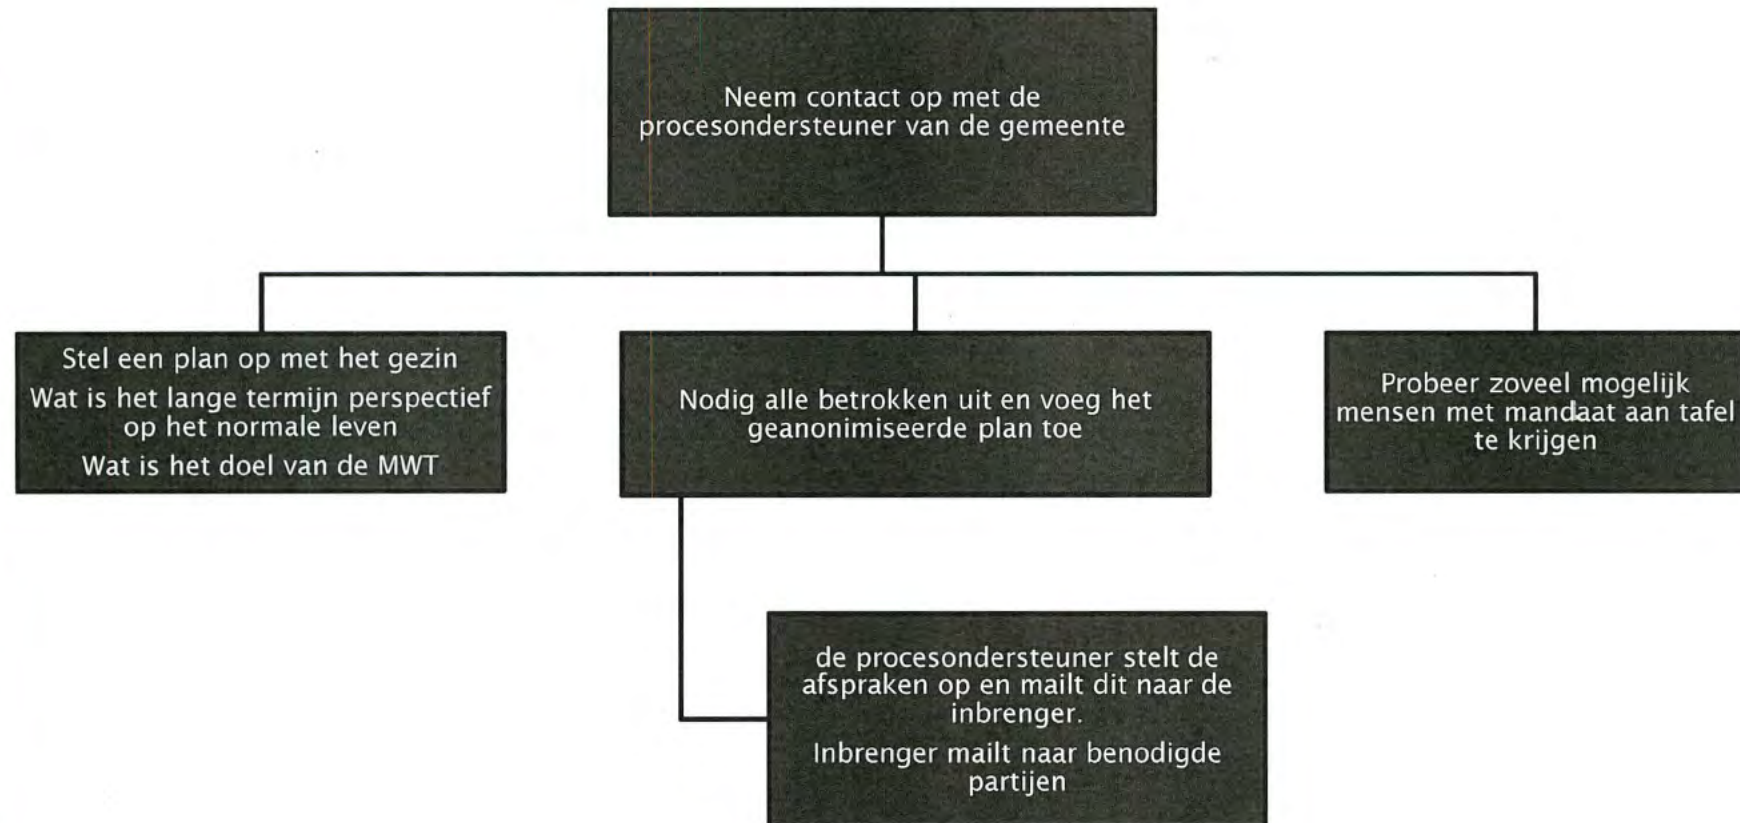 Neem contact op met de
procesondersteuner van de gemeente
Stel een plan op met het gezin
Wat is het lange termijn perspectief
op het normale leven
Wat is het doel van de MWT
Nodig alle betrokken uit en voeg het
geanonimiseerde plan toe
Probeer zoveel mogelijk
mensen met mandaat aan tafel
te krijgen
de procesondersteuner stelt de
afspraken op en mailt dit naar de
inbrenger.
Inbrenger mailt naar benodigde
partijen